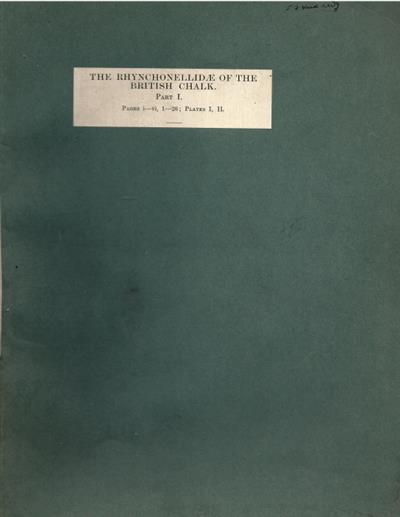 THE RHYNCHONELLIDÆ OF THE
BRITISH CHALK.
PART I.
PAGES i—vi, 1—26; PLATES I, II.